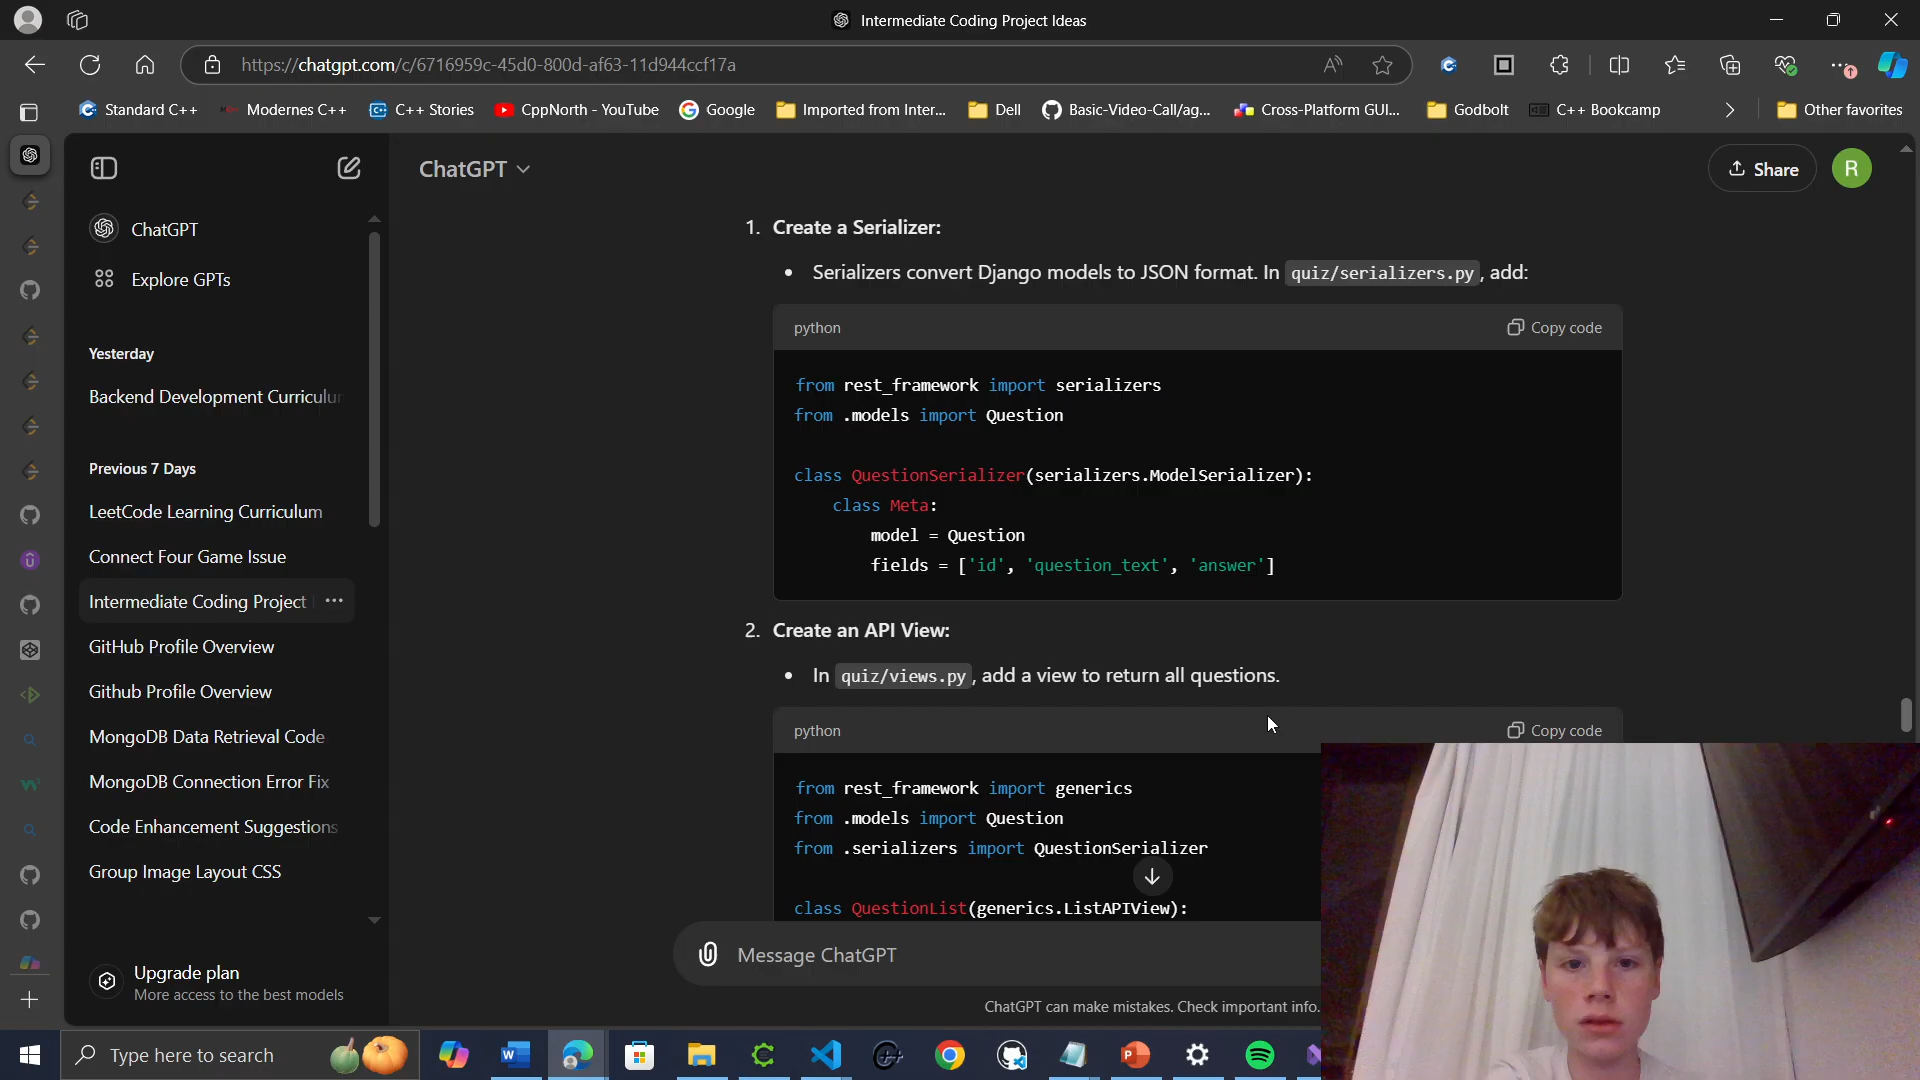 Intermediate Coding Project Ideas
https://chatgpt.com/c/6716959c-45d0-800d-af63-11d944ccf17a
Standard C++
Modernes C++
C++ Stories
CppNorth - YouTube
Google
Imported from Inter...
Dell
Basic-Video-Call/ag...
Cross-Platform GUI...
Godbolt
C++ Bookcamp
Other favorites
ChatGPT
Explore GPTs
Yesterday
Backend Development Curriculu
Previous 7 Days
LeetCode Learning Curriculum
Connect Four Game Issue
Intermediate Coding Project ...
GitHub Profile Overview
Github Profile Overview
MongoDB Data Retrieval Code
MongoDB Connection Error Fix
Code Enhancement Suggestions
Group Image Layout CSS
Upgrade plan
More access to the best models
ChatGPT
Share
R
1. Create a Serializer:
• Serializers convert Django models to JSON format. In quiz/serializers.py, add:
python
Copy code
from rest_framework import serializers
from .models import Question
class QuestionSerializer(serializers.ModelSerializer):
class Meta:
model = Question
fields = ['id', 'question_text', 'answer']
2. Create an API View:
• In quiz/views.py, add a view to return all questions.
python
Copy code
from rest_framework import generics
from .models import Question
from .serializers import QuestionSerializer
class QuestionList(generics.ListAPIView):
Message ChatGPT
ChatGPT can make mistakes. Check important info.
Type here to search